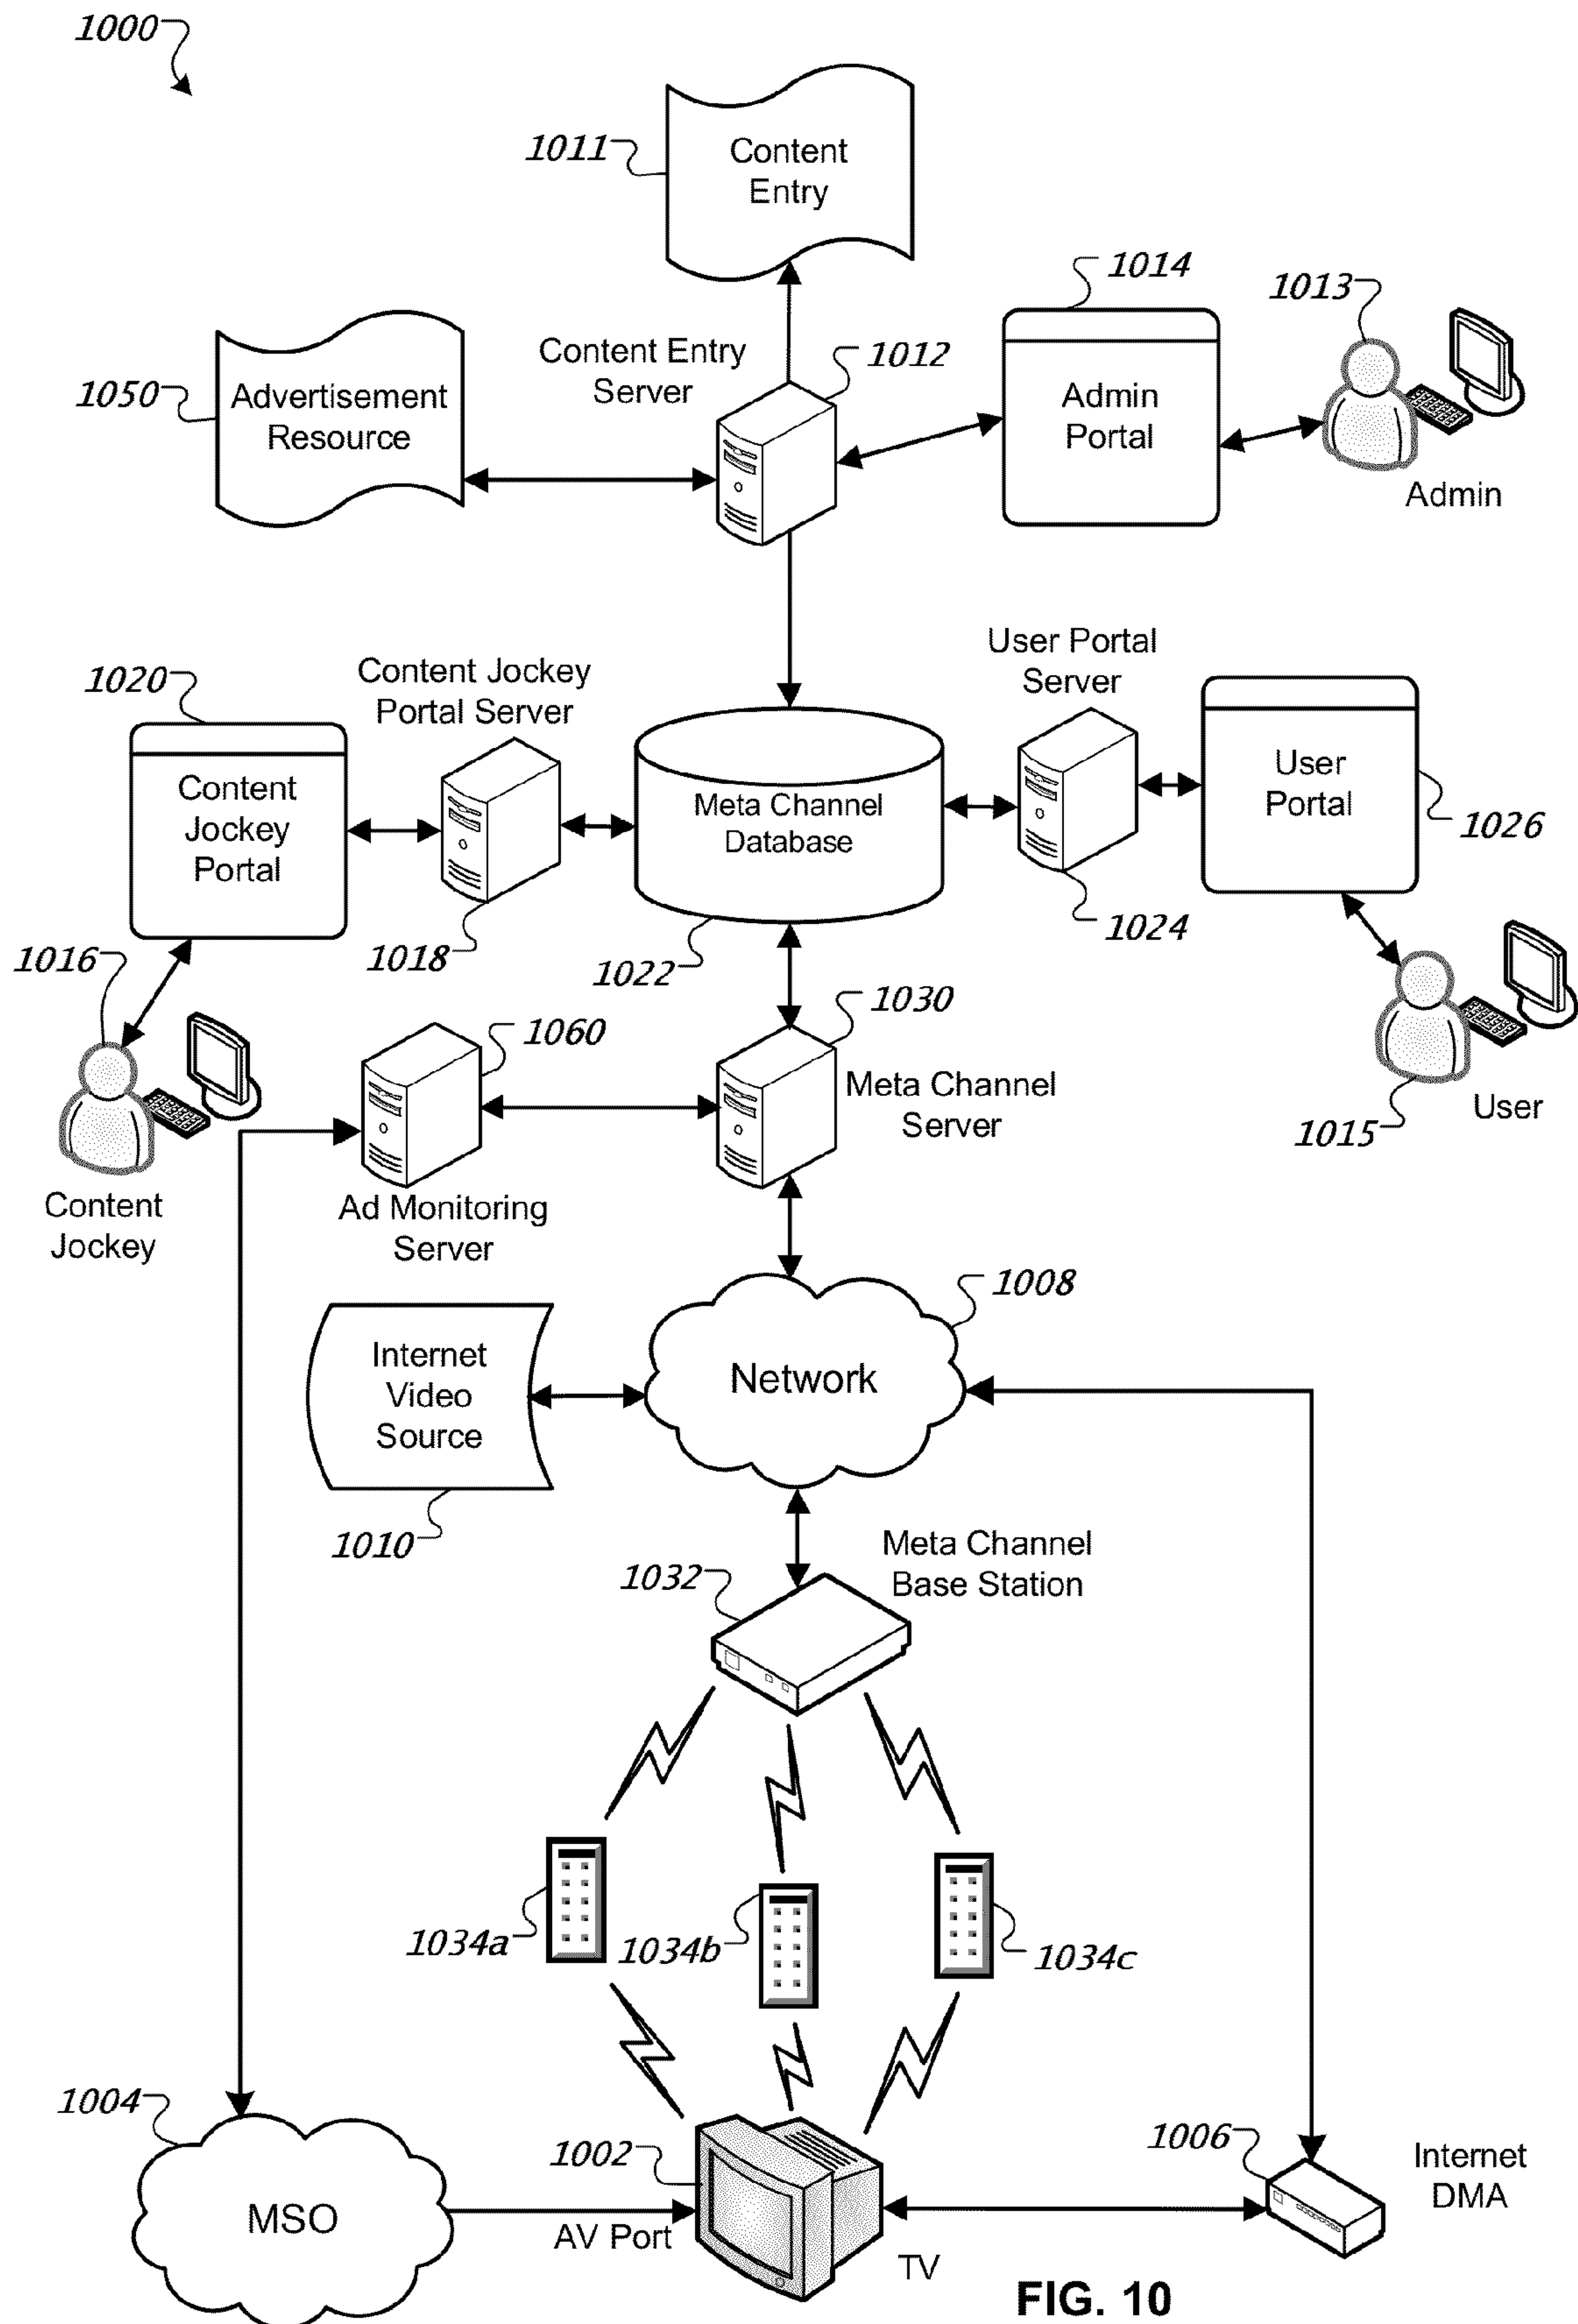 1000
1011
Content
Entry
1014
1013
Content Entry
Server
1012
1050
Advertisement
Resource
Admin
Portal
Admin
User Portal
Server
1020
Content Jockey
Portal Server
Content
Jockey
Portal
Meta Channel
Database
User
Portal
1026
1016
1018
1022
1024
1030
1060
Meta Channel
Server
User
1015
Content
Jockey
Ad Monitoring
Server
1008
Internet
Video
Source
Network
1010
Meta Channel
Base Station
1032
1034a
1034b
1034c
1004
1002
1006
Internet
DMA
MSO
AV Port
TV
FIG. 10